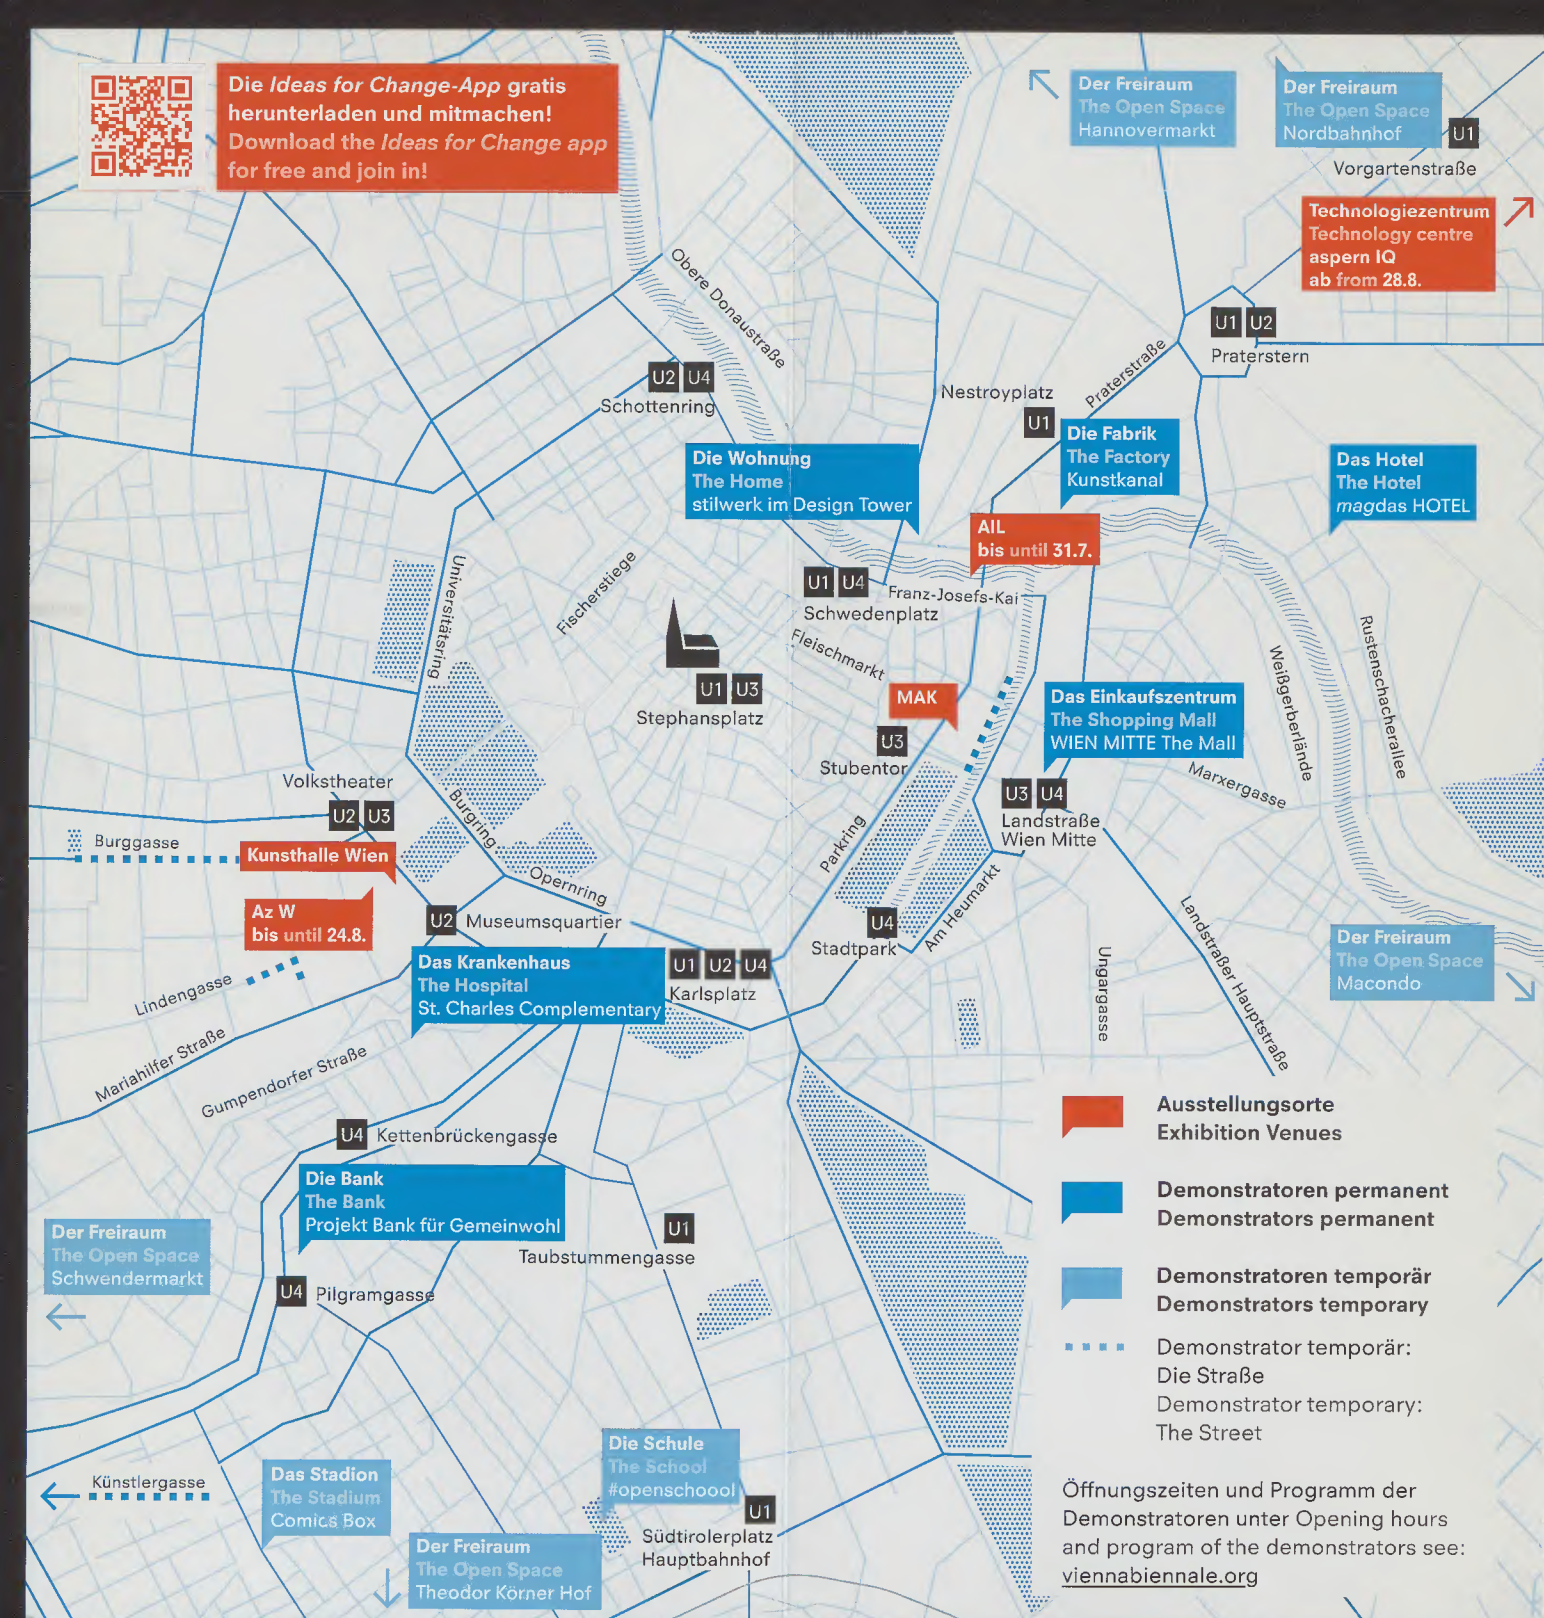 Die Ideas for Change-App gratis
herunterladen und mitmachen!
Download the Ideas for Change app
for free and join in!
Der Freiraum
The Open Space
Hannovermarkt
Der Freiraum
The Open Space
Nordbahnhof
U1
Vorgartenstraße
Technologiezentrum
Technology centre
aspern IQ
ab from 28.8.
Obere Donaustraße
U1 U2
Praterstern
Praterstraße
U2 U4
Schottenring
Nestroyplatz
U1
Die Fabrik
The Factory
Kunstkanal
Die Wohnung
The Home
stilwerk im Design Tower
Das Hotel
The Hotel
magdas HOTEL
AIL
bis until 31.7.
Universitätsring
Fischerstiege
U1 U4
Schwedenplatz
Franz-Josefs-Kai
Fleischmarkt
Weißgerberlände
Rustenschacherallee
U1 U3
Stephansplatz
MAK
Das Einkaufszentrum
The Shopping Mall
WIEN MITTE The Mall
U3
Stubentor
Marxergasse
Volkstheater
U2 U3
Burgring
U3 U4
Landstraße
Wien Mitte
Burggasse
Kunsthalle Wien
Parkring
Opernring
Az W
bis until 24.8.
U2 Museumsquartier
U4
Stadtpark
Am Heumarkt
Landstraßer Hauptstraße
Ungargasse
Der Freiraum
The Open Space
Macondo
Das Krankenhaus
The Hospital
St. Charles Complementary
U1 U2 U4
Karlsplatz
Lindengasse
Mariahilfer Straße
Gumpendorfer Straße
U4 Kettenbrückengasse
Die Bank
The Bank
Projekt Bank für Gemeinwohl
Der Freiraum
The Open Space
Schwendermarkt
U1
Taubstummengasse
U4 Pilgramgasse
Ausstellungsorte
Exhibition Venues
Demonstratoren permanent
Demonstrators permanent
Demonstratoren temporär
Demonstrators temporary
Demonstrator temporär:
Die Straße
Demonstrator temporary:
The Street
Künstlergasse
Das Stadion
The Stadium
Comics Box
Die Schule
The School
#openschoool
U1
Südtirolerplatz
Hauptbahnhof
Der Freiraum
The Open Space
Theodor Körner Hof
Öffnungszeiten und Programm der
Demonstratoren unter Opening hours
and program of the demonstrators see:
viennabiennale.org